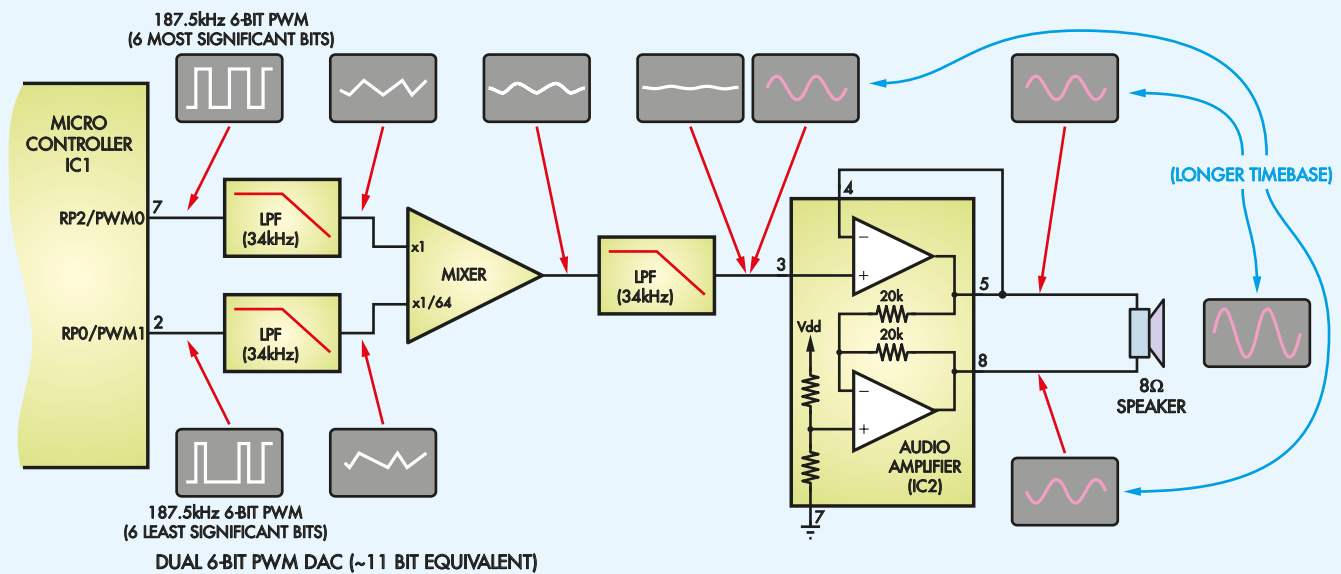 187.5kHz 6-BIT PWM
(6 MOST SIGNIFICANT BITS)
MICRO
CONTROLLER
IC1
RP2/PWM0
7
LPF
(34kHz)
x1
MIXER
x1/64
RP0/PWM1
2
LPF
(34kHz)
187.5kHz 6-BIT PWM
(6 LEAST SIGNIFICANT BITS)
DUAL 6-BIT PWM DAC (~11 BIT EQUIVALENT)
LPF
(34kHz)
3
4
−
+
5
20k
20k
Vdd
8
−
+
AUDIO
AMPLIFIER
(IC2)
7
8Ω
SPEAKER
(LONGER TIMEBASE)